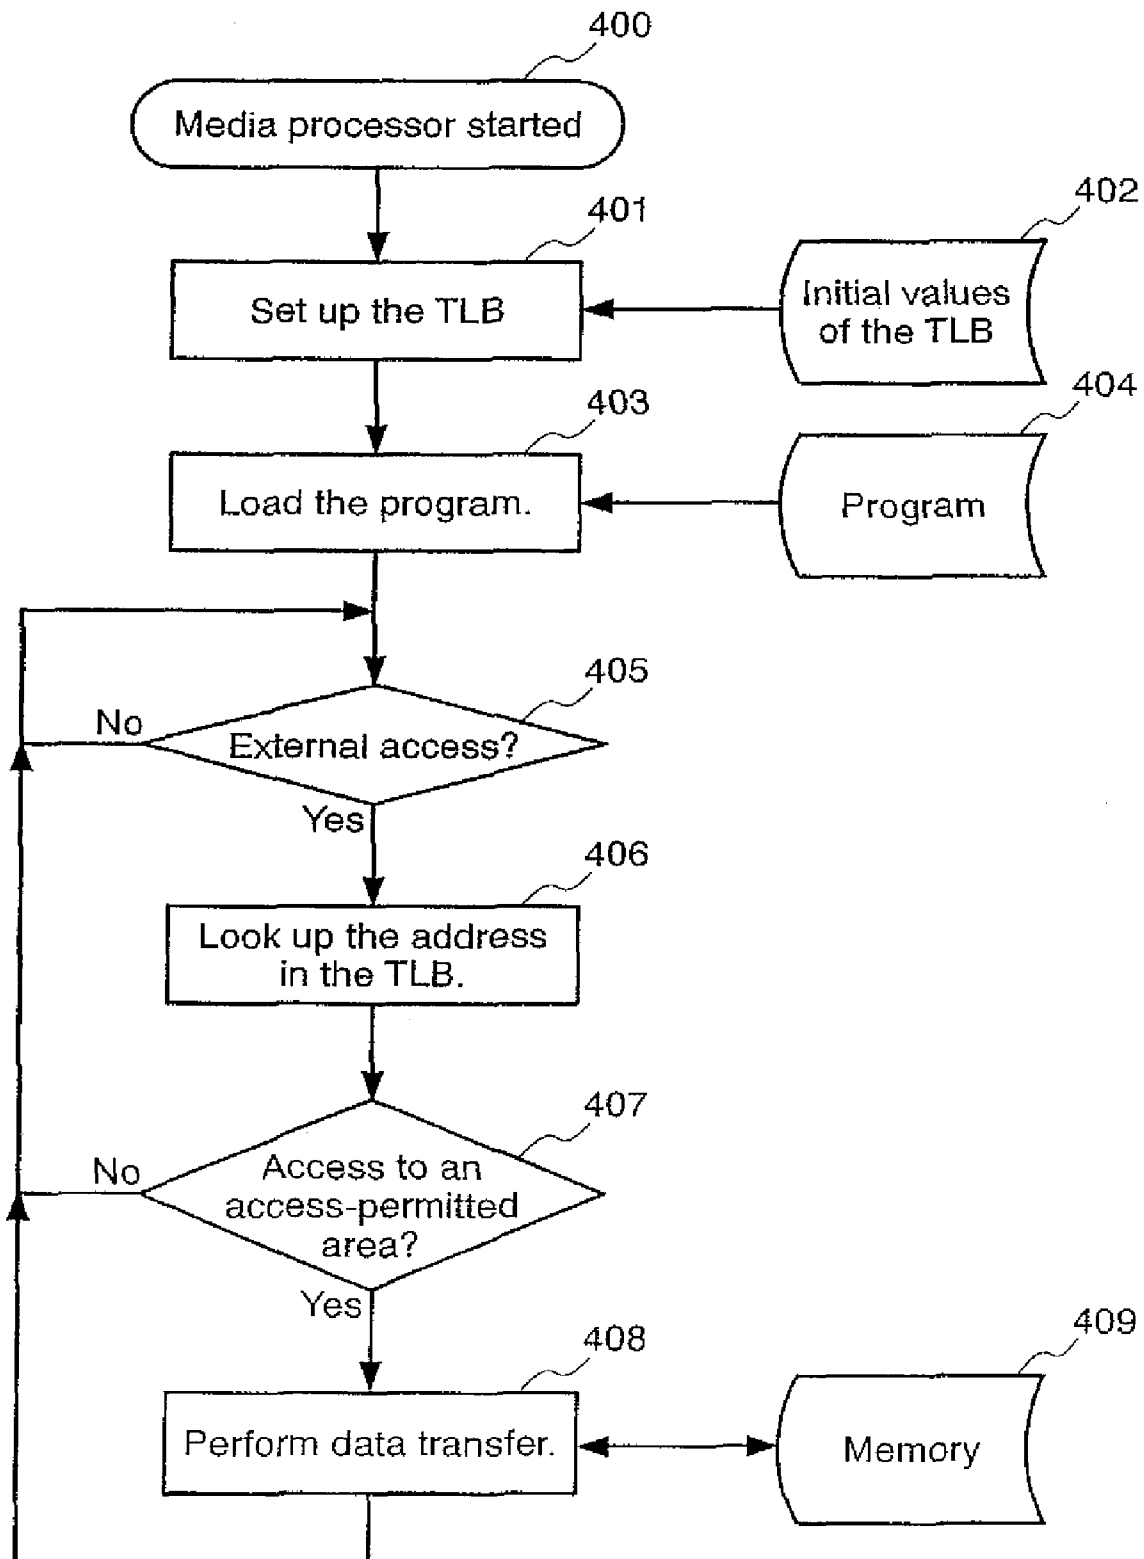 400
Media processor started
401
Set up the TLB
402
Initial values
of the TLB
403
Load the program.
404
Program
405
External access?
No
Yes
406
Look up the address
in the TLB.
407
Access to an
access-permitted
area?
No
Yes
408
Perform data transfer.
409
Memory